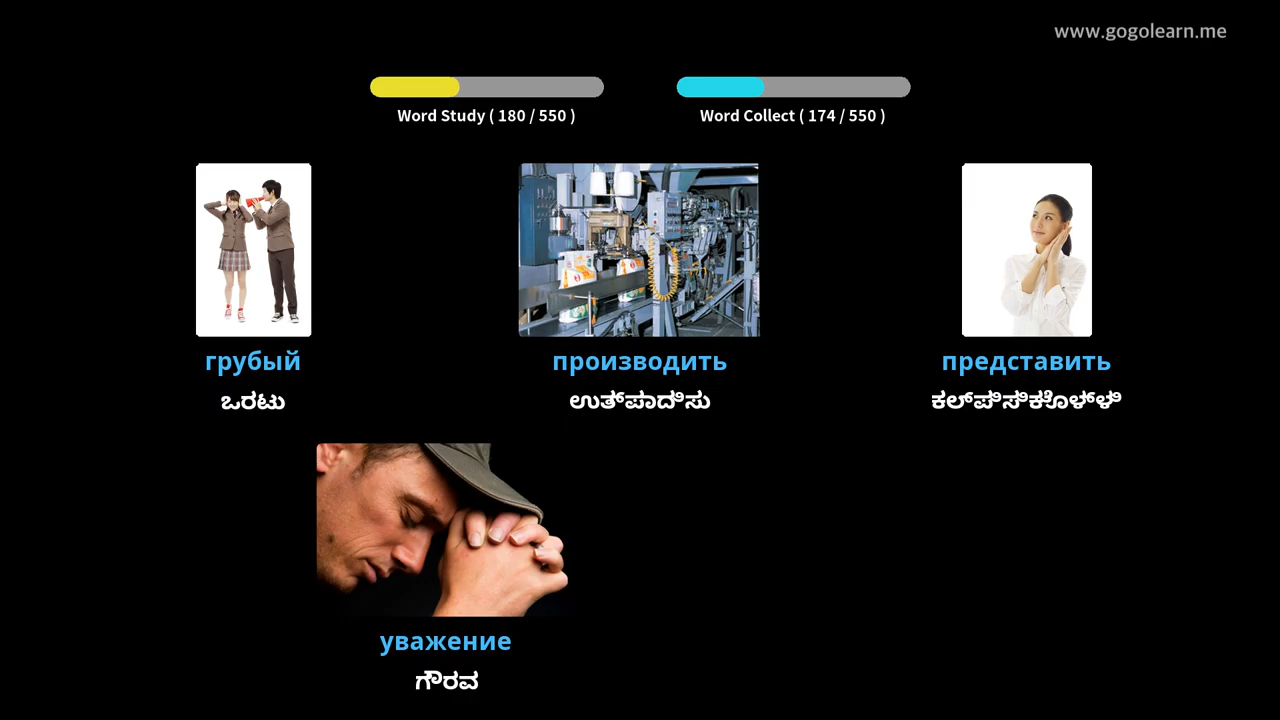 www.gogolearn.me
Word Study ( 180 / 550 )
Word Collect ( 174 / 550 )
грубый
ಒರಟು
производить
ಉತ್ಪಾದಿಸು
представить
ಕಲ್ಪಿಸಿಕೊಳ್ಳಿ
уважение
ಗೌರವ